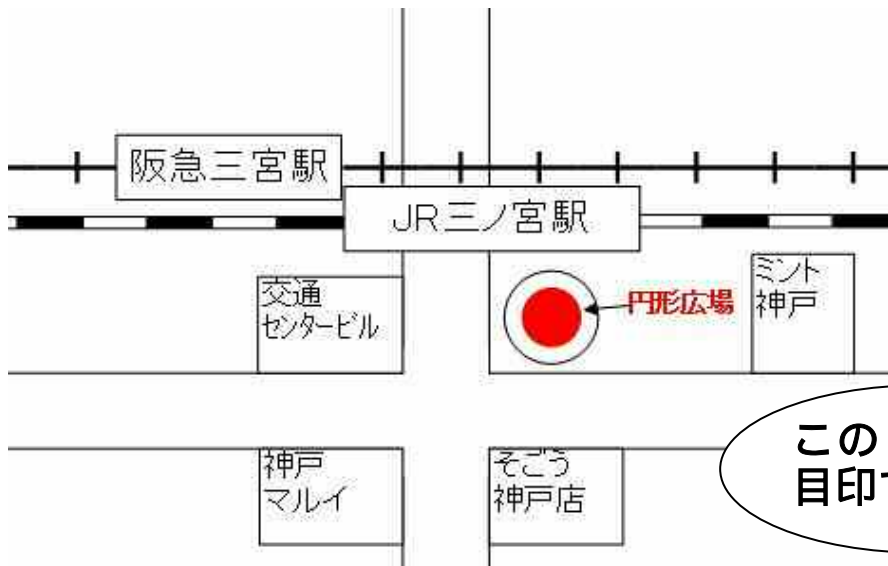 阪急三宮駅
JR三ノ宮駅
交通
センタービル
円形広場
ミント
神戸
神戸
マルイ
そごう
神戸店
この
目印